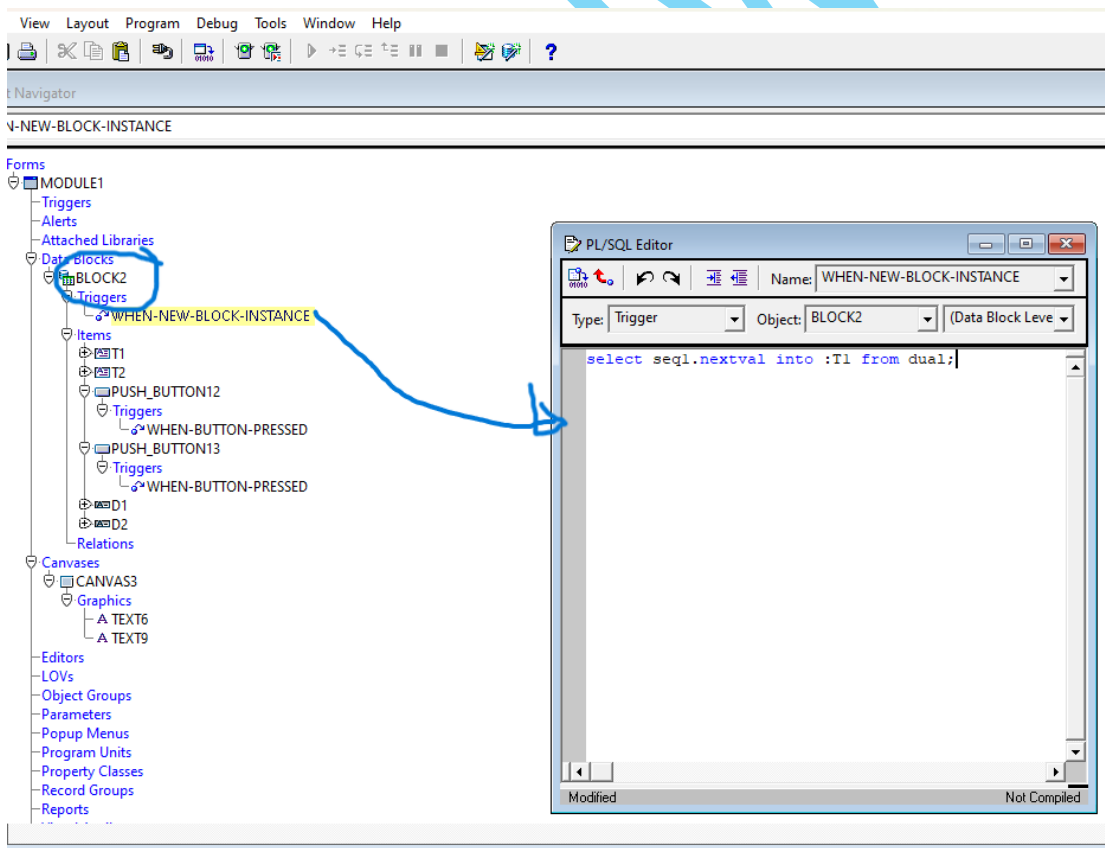 View Layout Program Debug Tools Window Help
t Navigator
N-NEW-BLOCK-INSTANCE
Forms
MODULE1
Triggers
Alerts
Attached Libraries
Data Blocks
BLOCK2
Triggers
WHEN-NEW-BLOCK-INSTANCE
Items
T1
T2
PUSH_BUTTON12
Triggers
WHEN-BUTTON-PRESSED
PUSH_BUTTON13
Triggers
WHEN-BUTTON-PRESSED
D1
D2
Relations
Canvases
CANVAS3
Graphics
A TEXT6
A TEXT9
Editors
LOVs
Object Groups
Parameters
Popup Menus
Program Units
Property Classes
Record Groups
Reports
PL/SQL Editor
Name: WHEN-NEW-BLOCK-INSTANCE
Type: Trigger Object: BLOCK2 (Data Block Leve
select seq1.nextval into :T1 from dual;
Modified Not Compiled